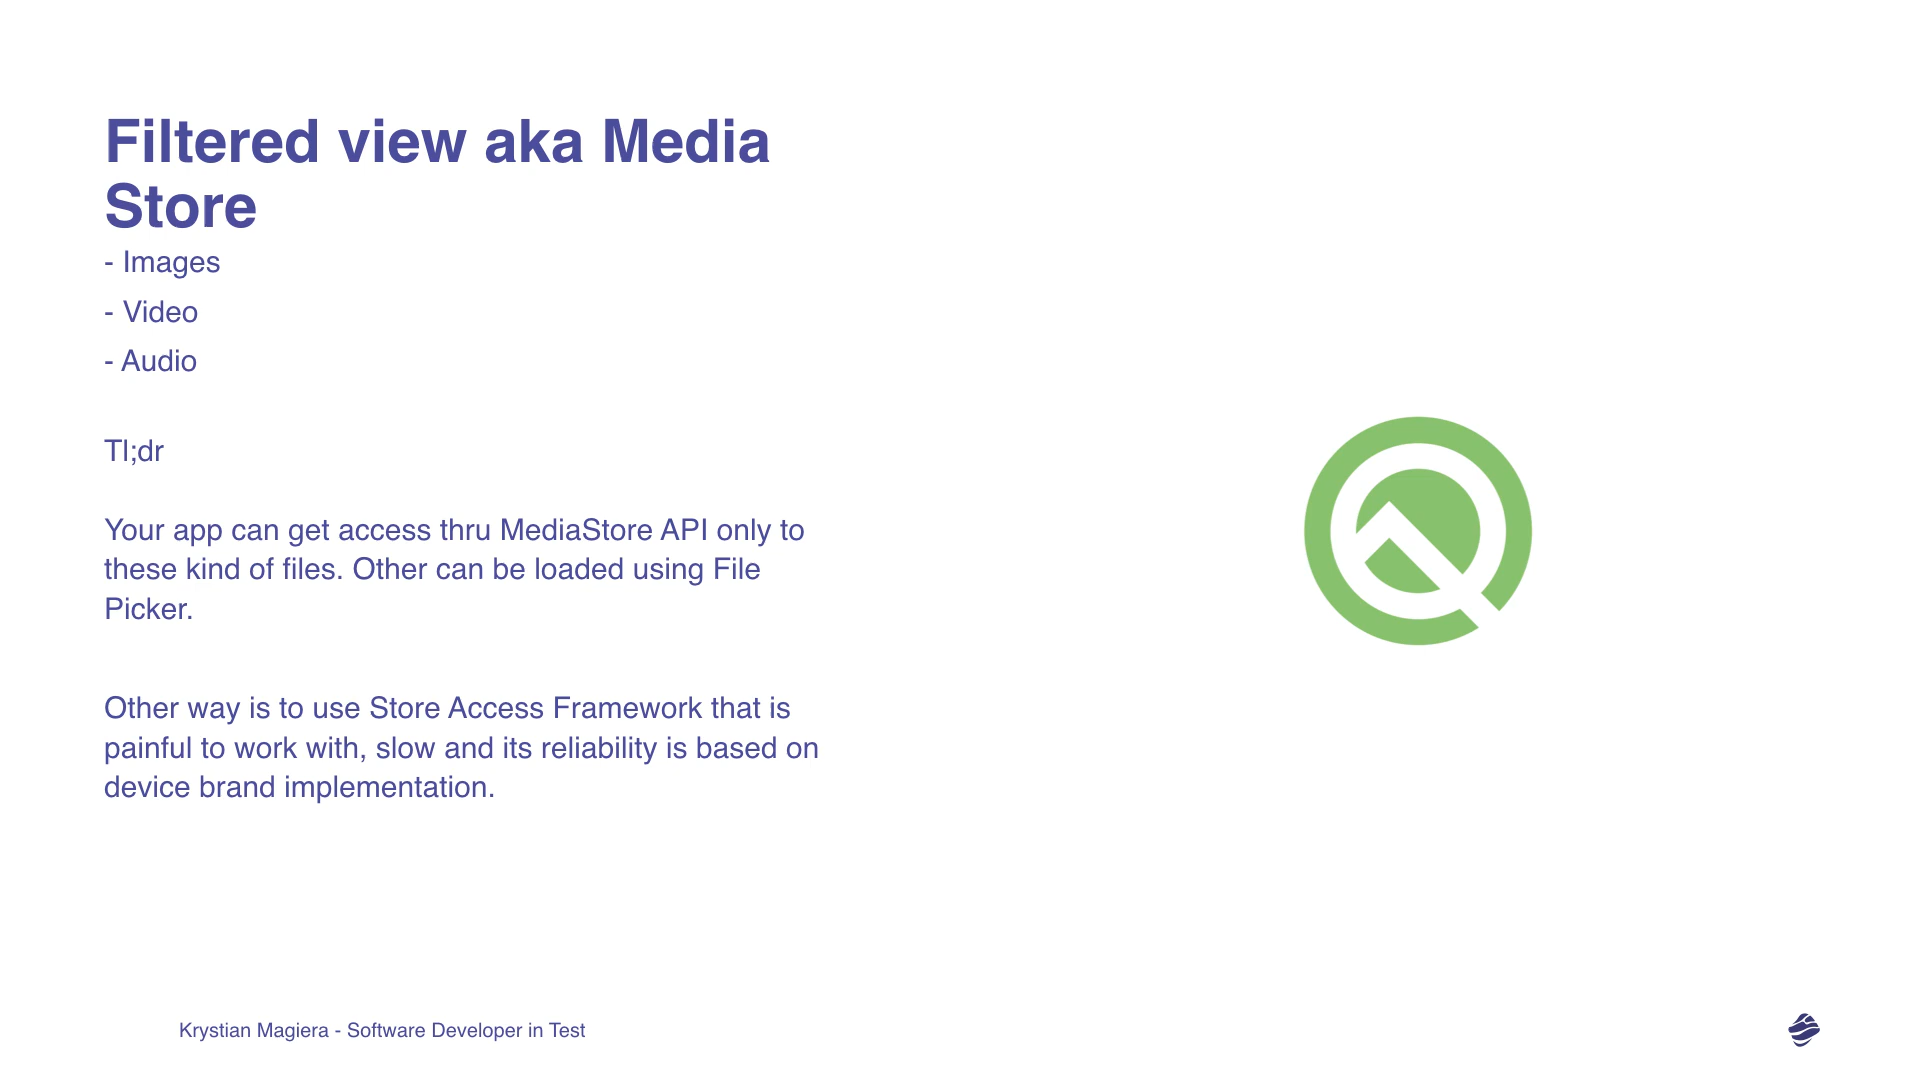 Filtered view aka Media
Store
- Images
- Video
- Audio
Tl;dr
Your app can get access thru MediaStore API only to
these kind of files. Other can be loaded using File
Picker.
Other way is to use Store Access Framework that is
painful to work with, slow and its reliability is based on
device brand implementation.
Krystian Magiera - Software Developer in Test